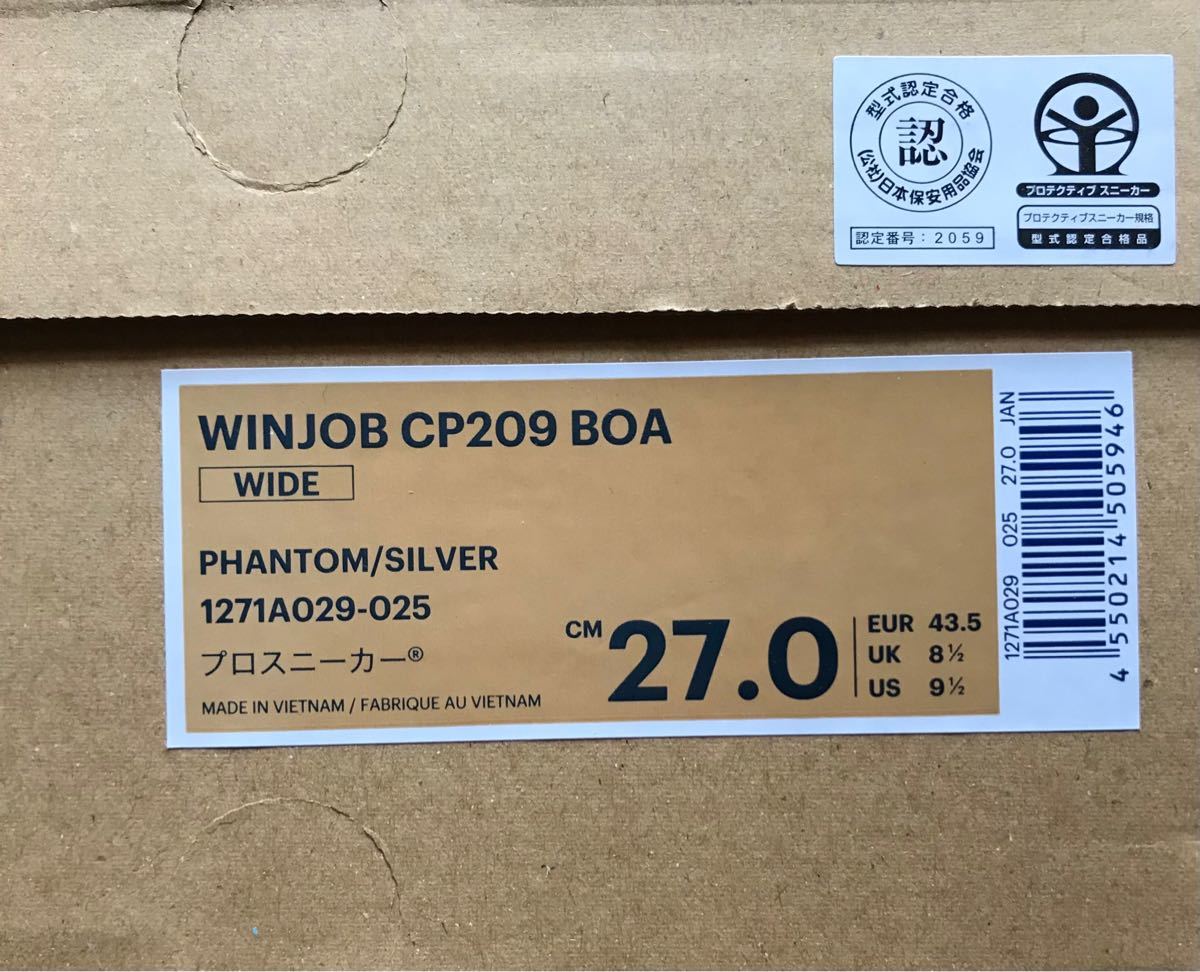 型式認定合格
認
(公社)日本保安用品協会
認定番号：2059
プロテクティブ スニーカー
プロテクティブスニーカー規格
型式認定合格品
WINJOB CP209 BOA
WIDE
PHANTOM/SILVER
1271A029-025
プロスニーカー®
MADE IN VIETNAM / FABRIQUE AU VIETNAM
CM 27.0
EUR 43.5
UK 8½
US 9½
1271A029 025 27.0 JAN
4 550214 505946